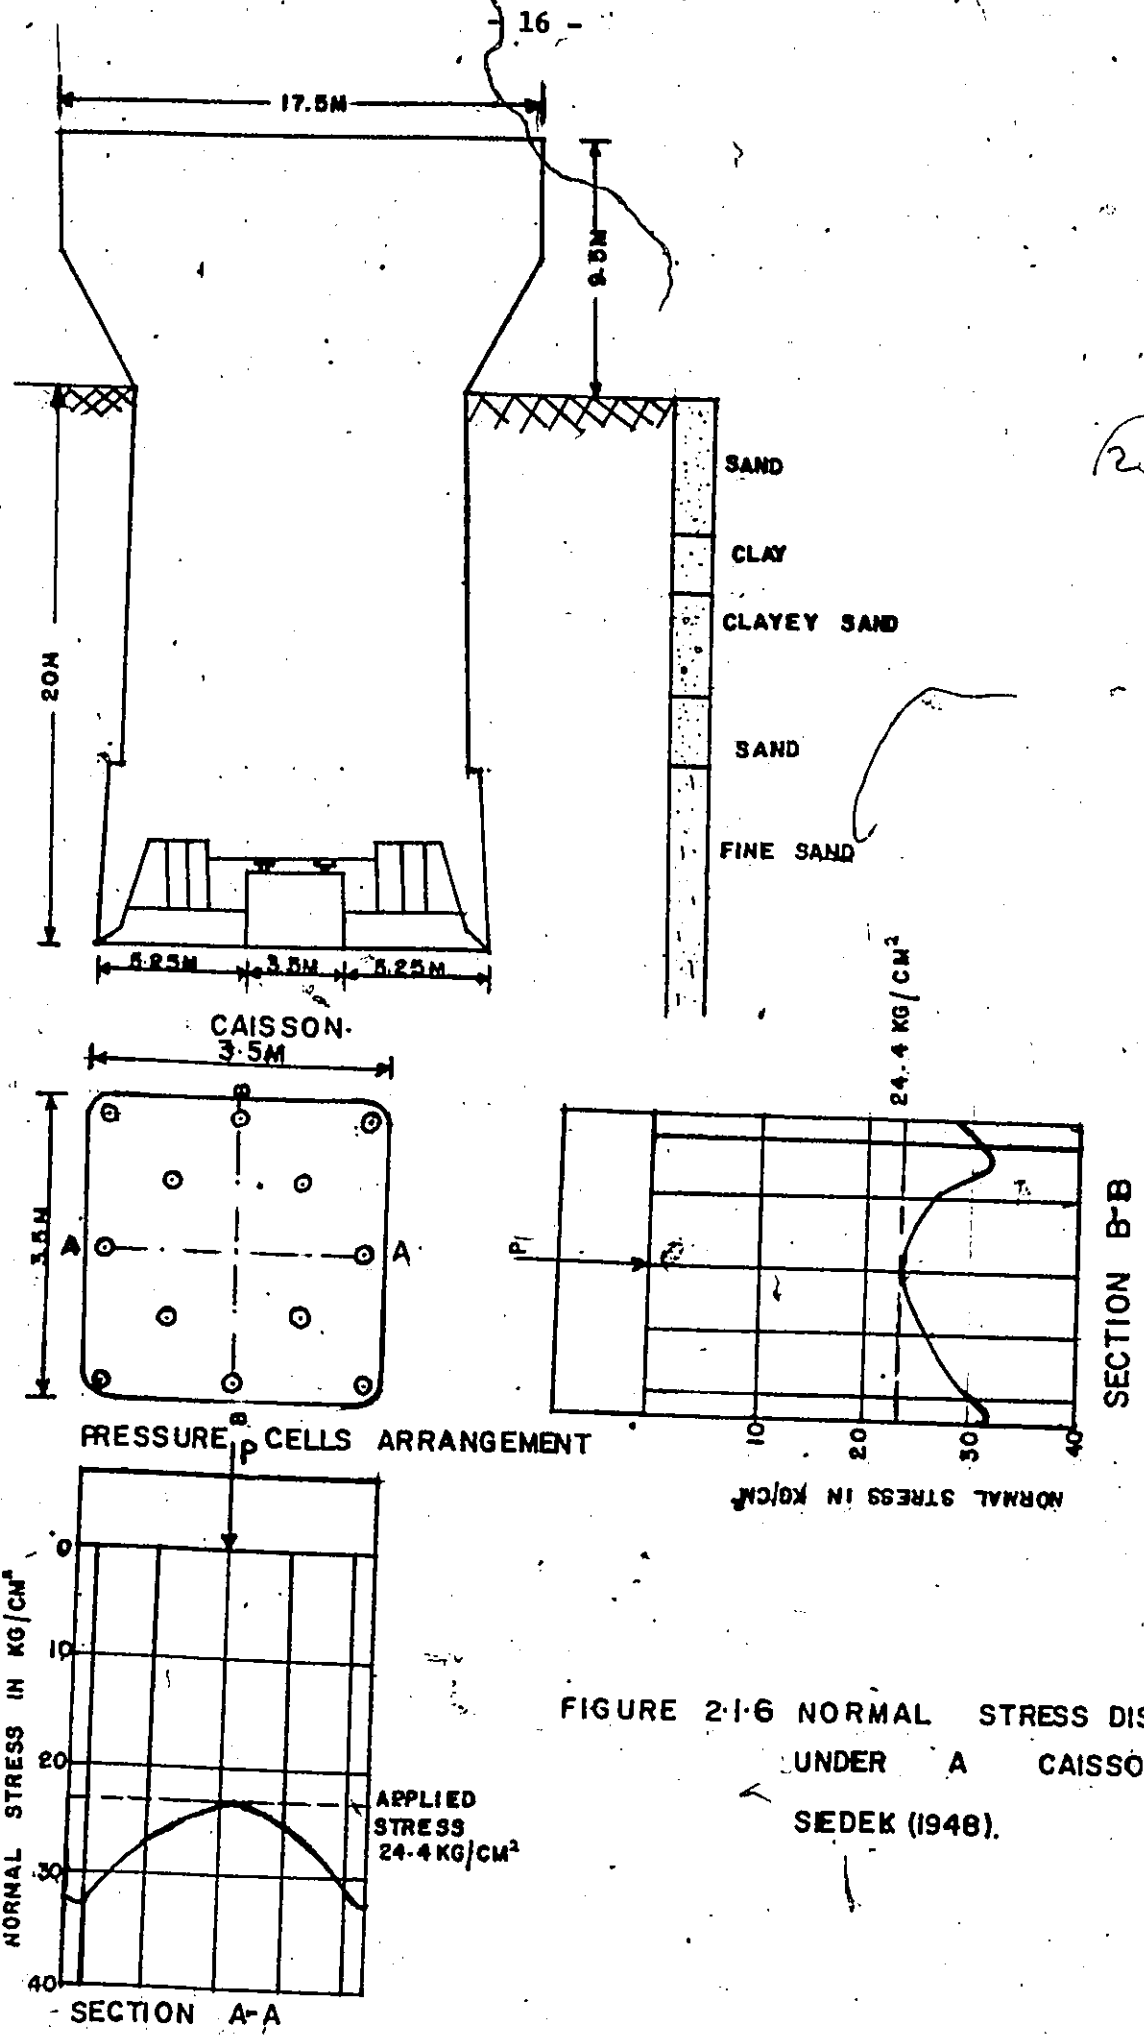 - 16 -
17.5M
9.5M
SAND
CLAY
CLAYEY SAND
20M
SAND
FINE SAND
5.25M 3.5M 5.25M
CAISSON.
3.5M
24.4 KG/CM²
B
3.5M
A A
B
PRESSURE CELLS ARRANGEMENT
P
10 20 30 40
NORMAL STRESS IN KG/CM²
SECTION B-B
P
0
10
20
30
40
NORMAL STRESS IN KG/CM²
APPLIED
STRESS
24.4 KG/CM²
SECTION A-A
FIGURE 2.1.6 NORMAL STRESS DIS
UNDER A CAISSO
SIEDEK (1948).